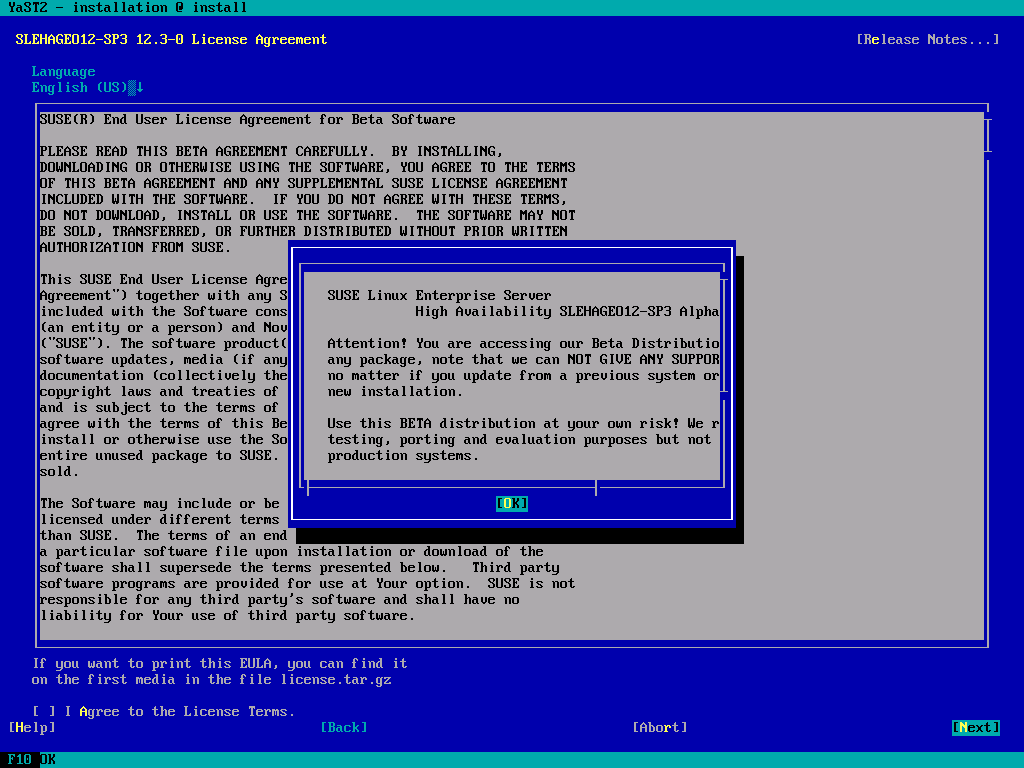 YaST2 - installation @ install
SLEHAGEO12-SP3 12.3-0 License Agreement [Release Notes...]
Language
English (US)↓
SUSE(R) End User License Agreement for Beta Software
PLEASE READ THIS BETA AGREEMENT CAREFULLY.  BY INSTALLING,
DOWNLOADING OR OTHERWISE USING THE SOFTWARE, YOU AGREE TO THE TERMS
OF THIS BETA AGREEMENT AND ANY SUPPLEMENTAL SUSE LICENSE AGREEMENT
INCLUDED WITH THE SOFTWARE.  IF YOU DO NOT AGREE WITH THESE TERMS,
DO NOT DOWNLOAD, INSTALL OR USE THE SOFTWARE.  THE SOFTWARE MAY NOT
BE SOLD, TRANSFERRED, OR FURTHER DISTRIBUTED WITHOUT PRIOR WRITTEN
AUTHORIZATION FROM SUSE.
This SUSE End User License Agre
Agreement") together with any S
included with the Software cons
(an entity or a person) and Nov
("SUSE"). The software product(
software updates, media (if any
documentation (collectively the
copyright laws and treaties of
and is subject to the terms of
agree with the terms of this Be
install or otherwise use the So
entire unused package to SUSE.
sold.
The Software may include or be
licensed under different terms
than SUSE.  The terms of an end
a particular software file upon installation or download of the
software shall supersede the terms presented below.   Third party
software programs are provided for use at Your option.  SUSE is not
responsible for any third party's software and shall have no
liability for Your use of third party software.
SUSE Linux Enterprise Server
High Availability SLEHAGEO12-SP3 Alpha
Attention! You are accessing our Beta Distributio
any package, note that we can NOT GIVE ANY SUPPOR
no matter if you update from a previous system or
new installation.
Use this BETA distribution at your own risk! We r
testing, porting and evaluation purposes but not
production systems.
[OK]
If you want to print this EULA, you can find it
on the first media in the file license.tar.gz
[ ] I Agree to the License Terms.
[Help] [Back] [Abort] [Next]
F10 OK